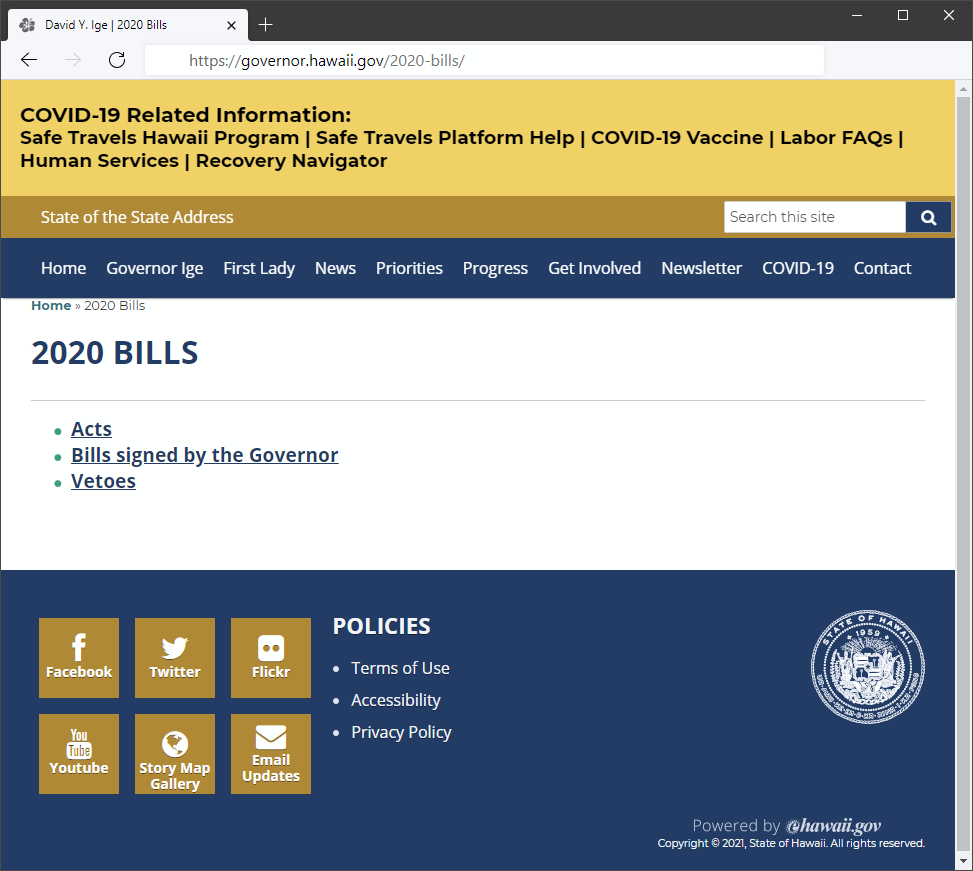 David Y. Ige | 2020 Bills
https://governor.hawaii.gov/2020-bills/
COVID-19 Related Information:
Safe Travels Hawaii Program | Safe Travels Platform Help | COVID-19 Vaccine | Labor FAQs |
Human Services | Recovery Navigator
State of the State Address
Search this site
Home Governor Ige First Lady News Priorities Progress Get Involved Newsletter COVID-19 Contact
Home » 2020 Bills
2020 BILLS
Acts
Bills signed by the Governor
Vetoes
Facebook
Twitter
Flickr
You
Tube
Youtube
Story Map
Gallery
Email
Updates
POLICIES
Terms of Use
Accessibility
Privacy Policy
STATE OF HAWAII
1959
Powered by ehawaii.gov
Copyright © 2021, State of Hawaii. All rights reserved.